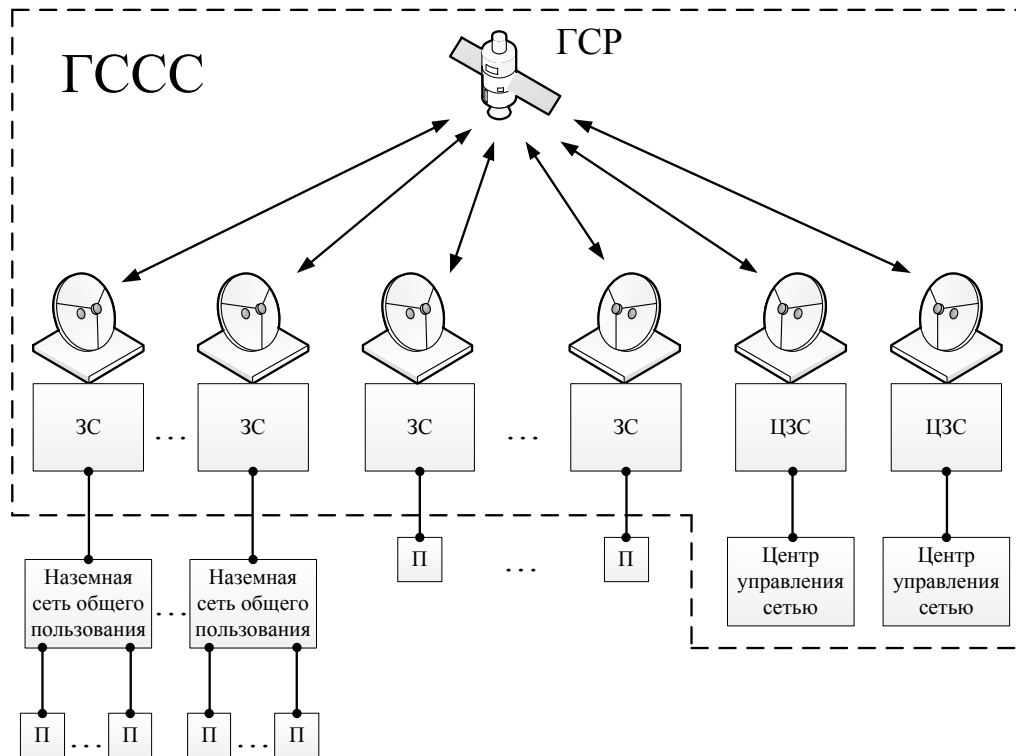 ГССС
ГСР
ЗС
...
ЗС
ЗС
...
ЗС
ЦЗС
ЦЗС
П
...
П
Центр
управления
сетью
Центр
управления
сетью
Наземная
сеть общего
пользования
...
Наземная
сеть общего
пользования
П
...
П
П
...
П